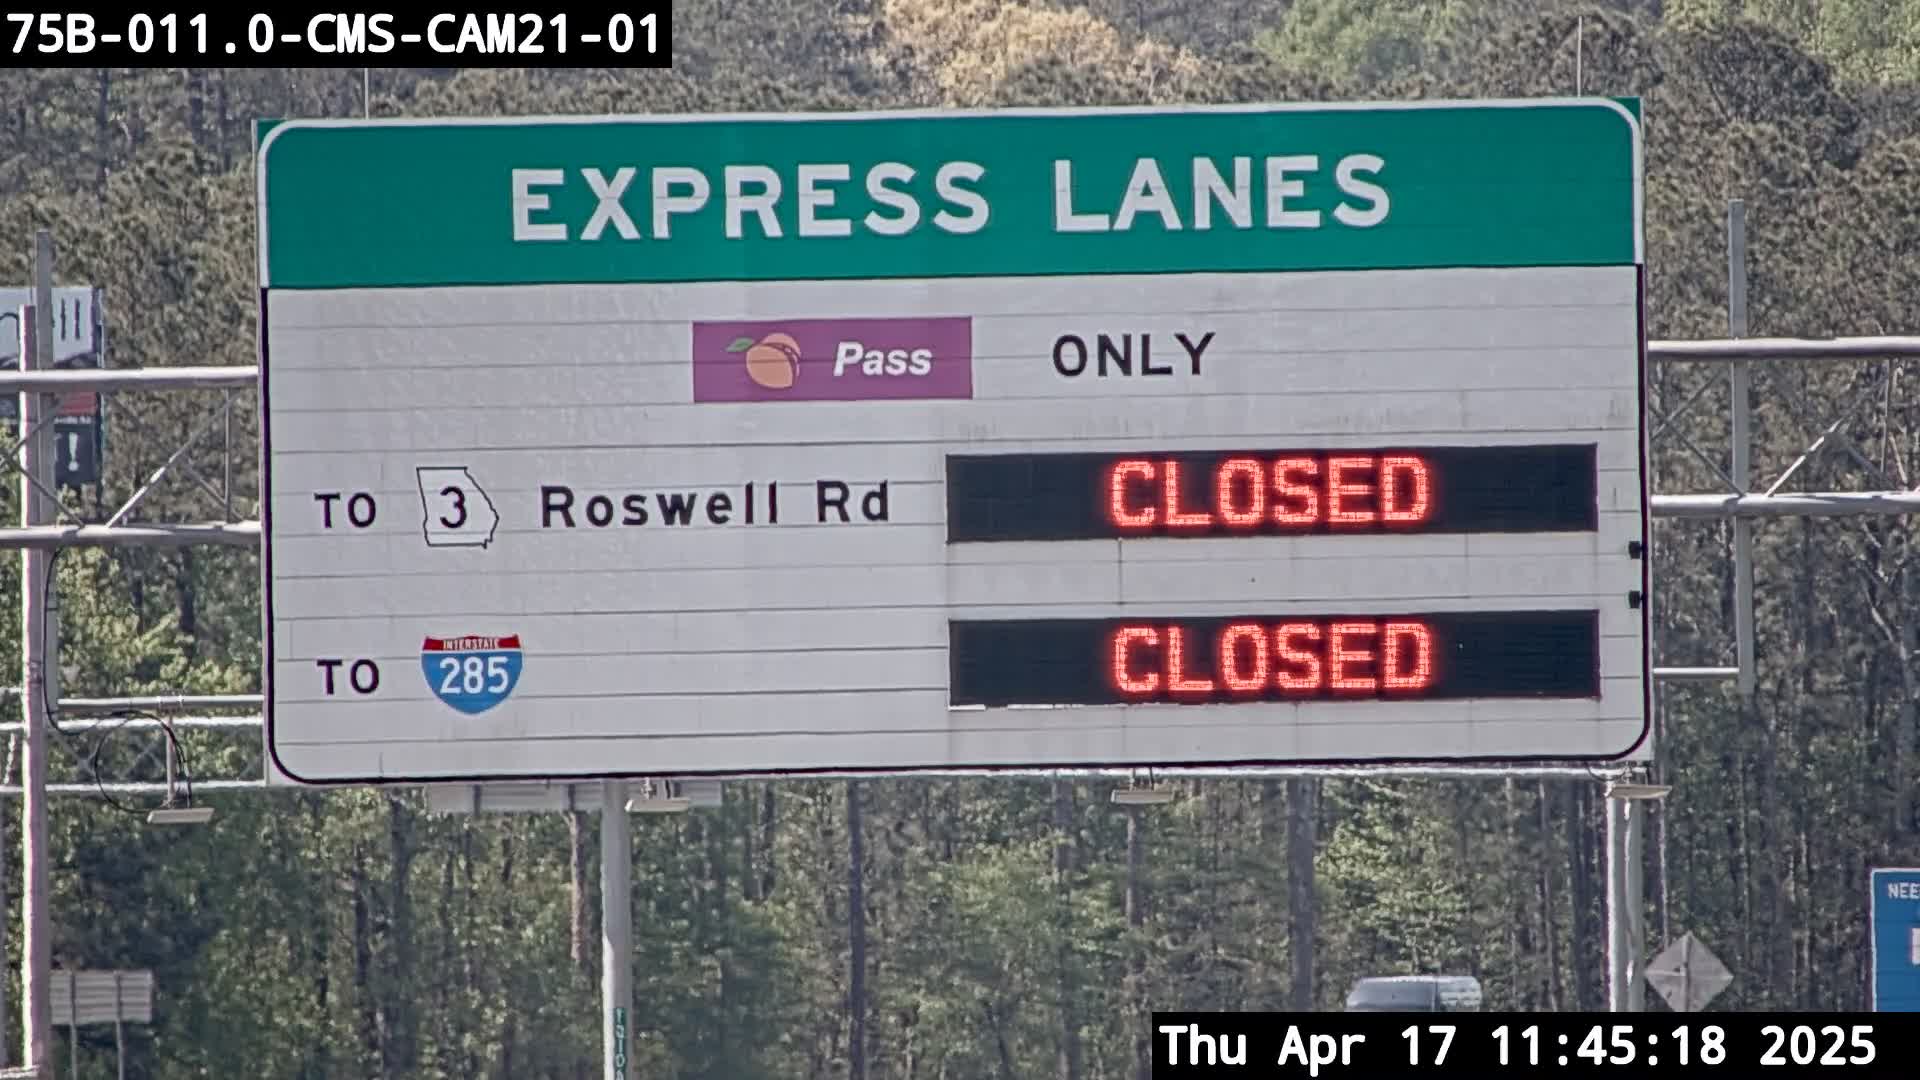 75B-011.0-CMS-CAM21-01
EXPRESS LANES
Pass ONLY
TO 3 Roswell Rd CLOSED
INTERSTATE
TO 285 CLOSED
NEE
Thu Apr 17 11:45:18 2025